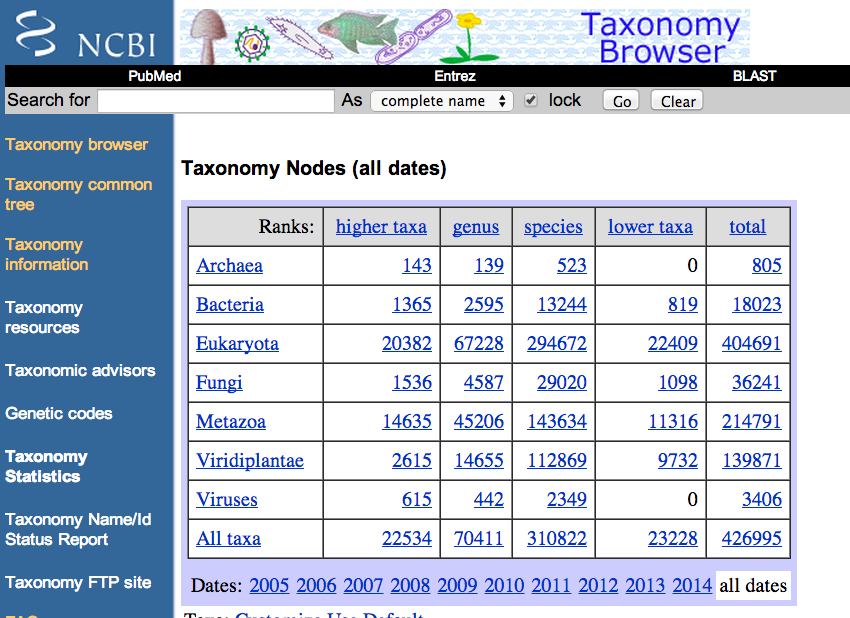 NCBI
Taxonomy
Browser
PubMed Entrez BLAST
Search for As complete name lock Go Clear
Taxonomy browser
Taxonomy common
tree
Taxonomy
information
Taxonomy
resources
Taxonomic advisors
Genetic codes
Taxonomy
Statistics
Taxonomy Name/Id
Status Report
Taxonomy FTP site
FAQ
Taxonomy Nodes (all dates)
Ranks: higher taxa genus species lower taxa total
Archaea 143 139 523 0 805
Bacteria 1365 2595 13244 819 18023
Eukaryota 20382 67228 294672 22409 404691
Fungi 1536 4587 29020 1098 36241
Metazoa 14635 45206 143634 11316 214791
Viridiplantae 2615 14655 112869 9732 139871
Viruses 615 442 2349 0 3406
All taxa 22534 70411 310822 23228 426995
Dates: 2005 2006 2007 2008 2009 2010 2011 2012 2013 2014 all dates
Customize Use Default